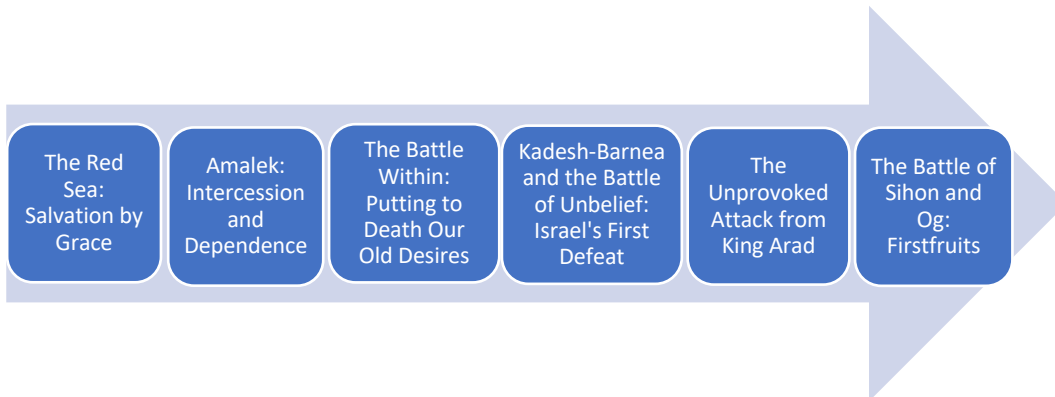 The Red
Sea:
Salvation by
Grace
Amalek:
Intercession
and
Dependence
The Battle
Within:
Putting to
Death Our
Old Desires
Kadesh-Barnea
and the Battle
of Unbelief:
Israel's First
Defeat
The
Unprovoked
Attack from
King Arad
The Battle of
Sihon and
Og:
Firstfruits